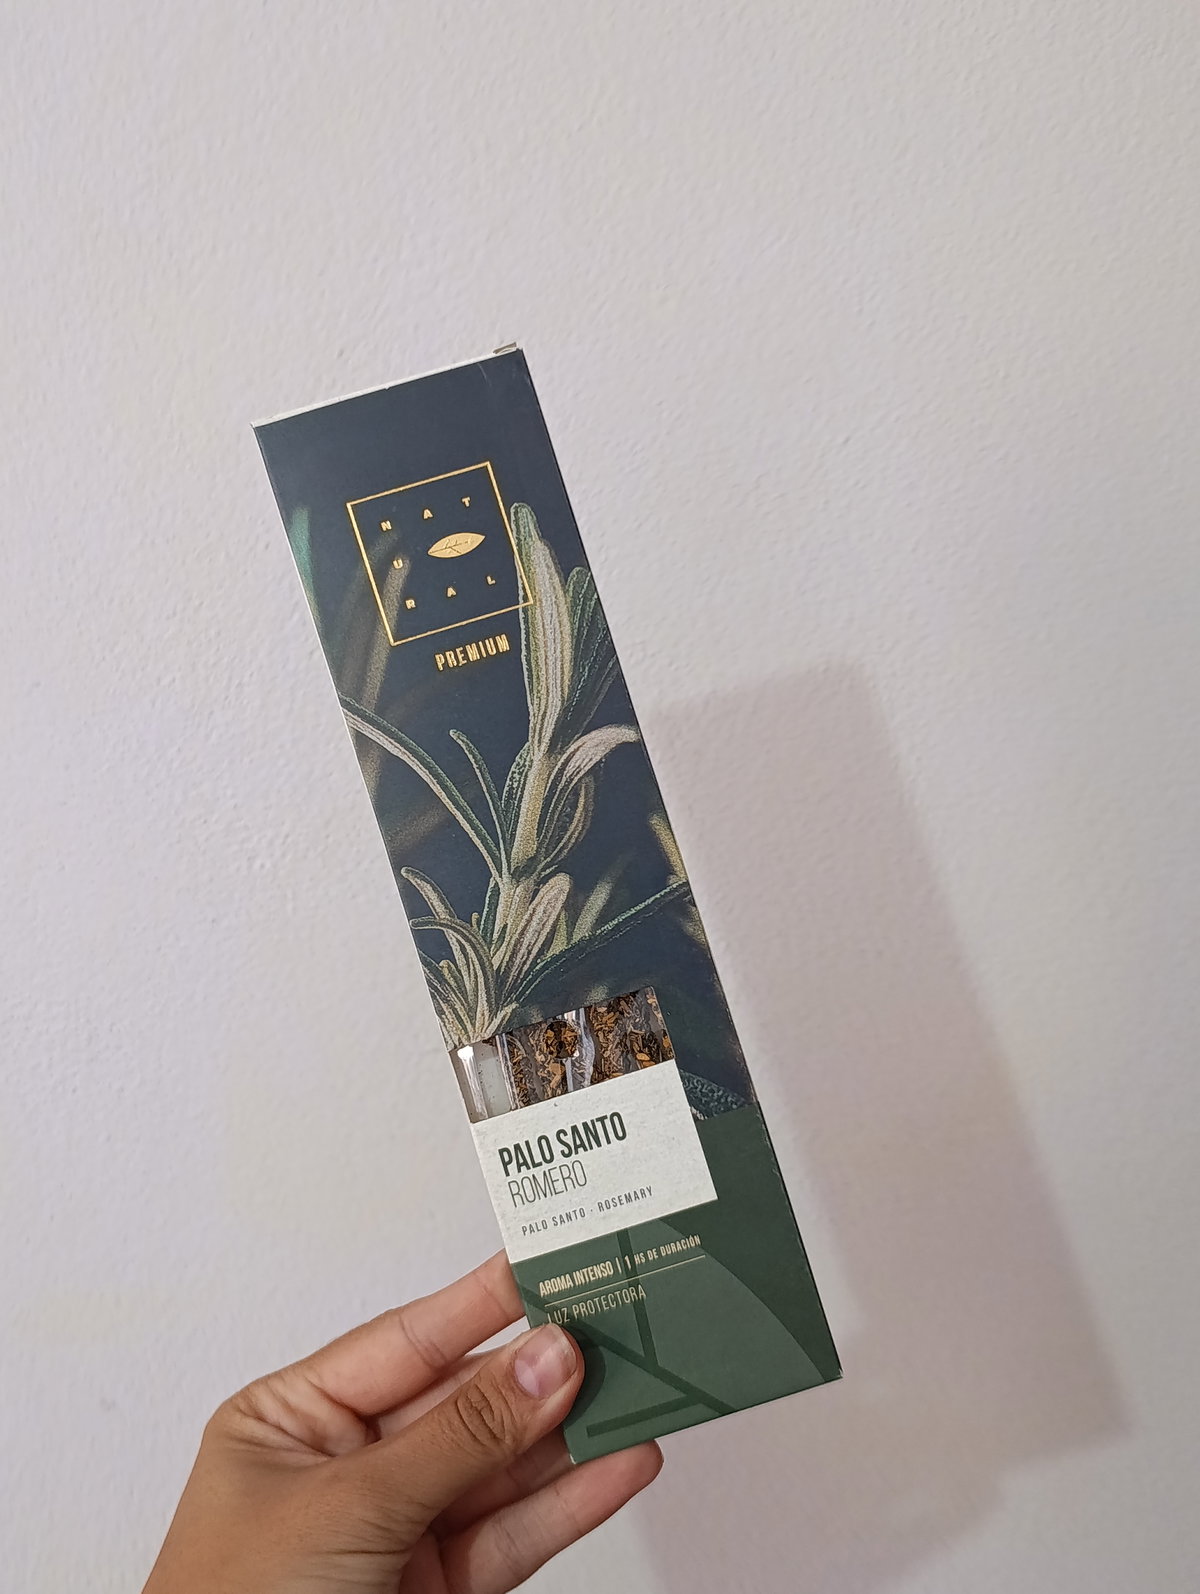 NAT
U
RAL
PREMIUM
PALO SANTO
ROMERO
PALO SANTO · ROSEMARY
AROMA INTENSO | 1 HS DE DURACIÓN
LUZ PROTECTORA